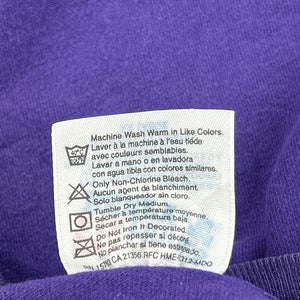 Machine Wash Warm in Like Colors.
Laver à la machine à l'eau tiède
avec couleurs semblables.
Lavar a mano o en lavadora
con agua tibia con colores similares.
Only Non-Chlorine Bleach.
Aucun agent de blanchiment.
Solo blanqueador sin cloro.
Tumble Dry Medium.
Sécher à température moyenne.
Secar a temperatura baja.
Do Not Iron If Decorated.
Ne pas repasser si décoré.
No planchar si tiene estampado.
CA 21356 RFC